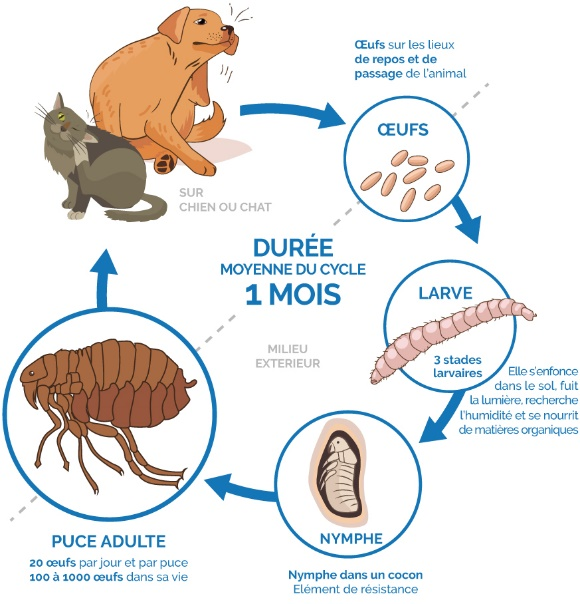 Œufs sur les lieux
de repos et de
passage de l'animal
ŒUFS
SUR
CHIEN OU CHAT
DURÉE
MOYENNE DU CYCLE
1 MOIS
LARVE
3 stades
larvaires
MILIEU
EXTERIEUR
Elle s'enfonce
dans le sol, fuit
la lumière, recherche
l'humidité et se nourrit
de matières organiques
NYMPHE
Nymphe dans un cocon
Elément de résistance
PUCE ADULTE
20 œufs par jour et par puce
100 à 1000 œufs dans sa vie